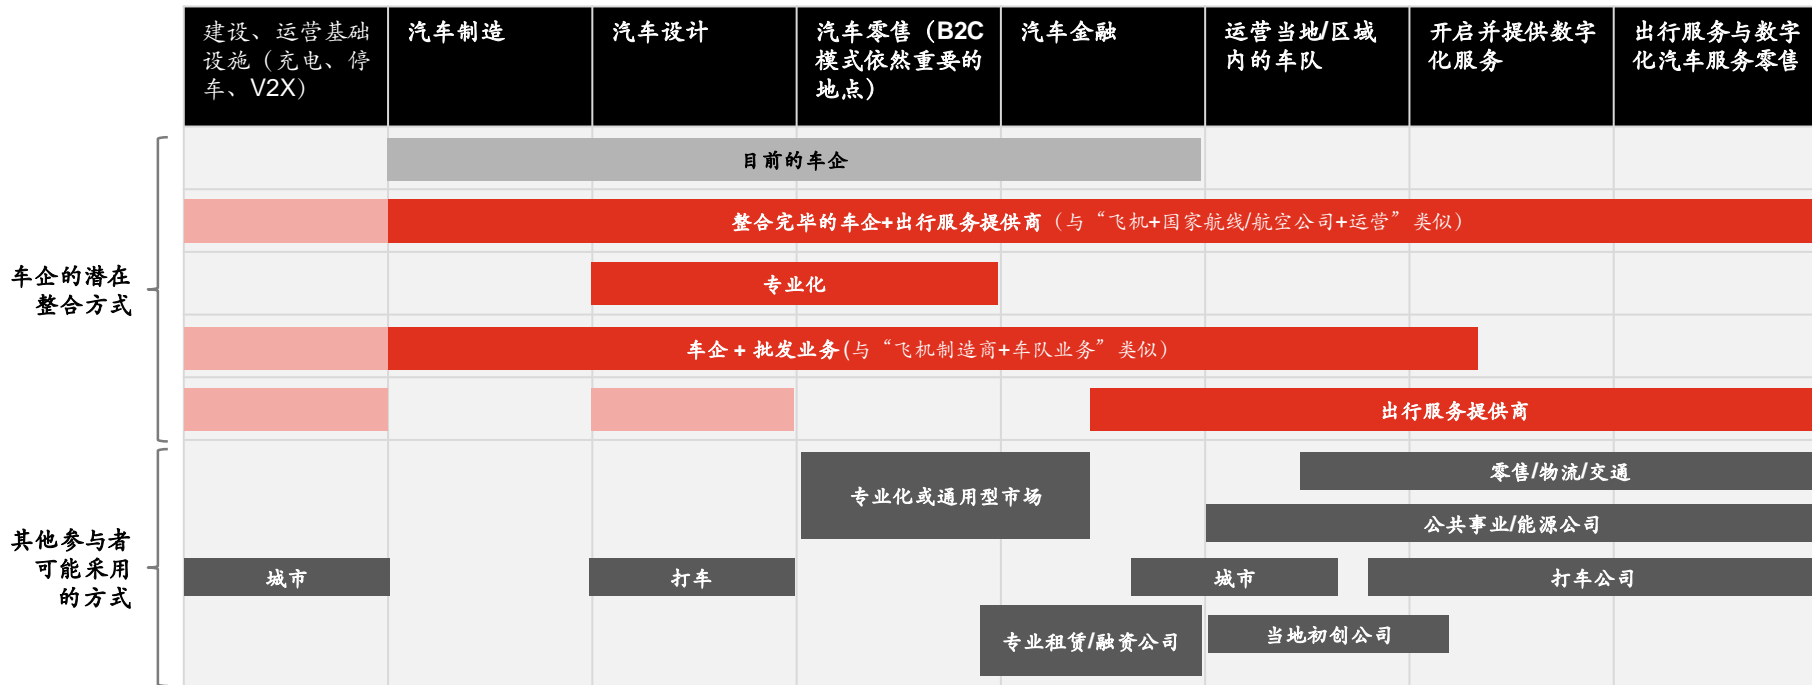 建设、运营基础
设施（充电、停
车、V2X）
汽车制造
汽车设计
汽车零售（B2C
模式依然重要的
地点）
汽车金融
运营当地/区域
内的车队
开启并提供数字
化服务
出行服务与数字
化汽车服务零售
车企的潜在
整合方式
目前的车企
整合完毕的车企+出行服务提供商（与“飞机+国家航线/航空公司+运营”类似）
专业化
车企 + 批发业务(与“飞机制造商+车队业务”类似）
出行服务提供商
其他参与者
可能采用
的方式
专业化或通用型市场
零售/物流/交通
公共事业/能源公司
城市
打车
城市
打车公司
专业租赁/融资公司
当地初创公司